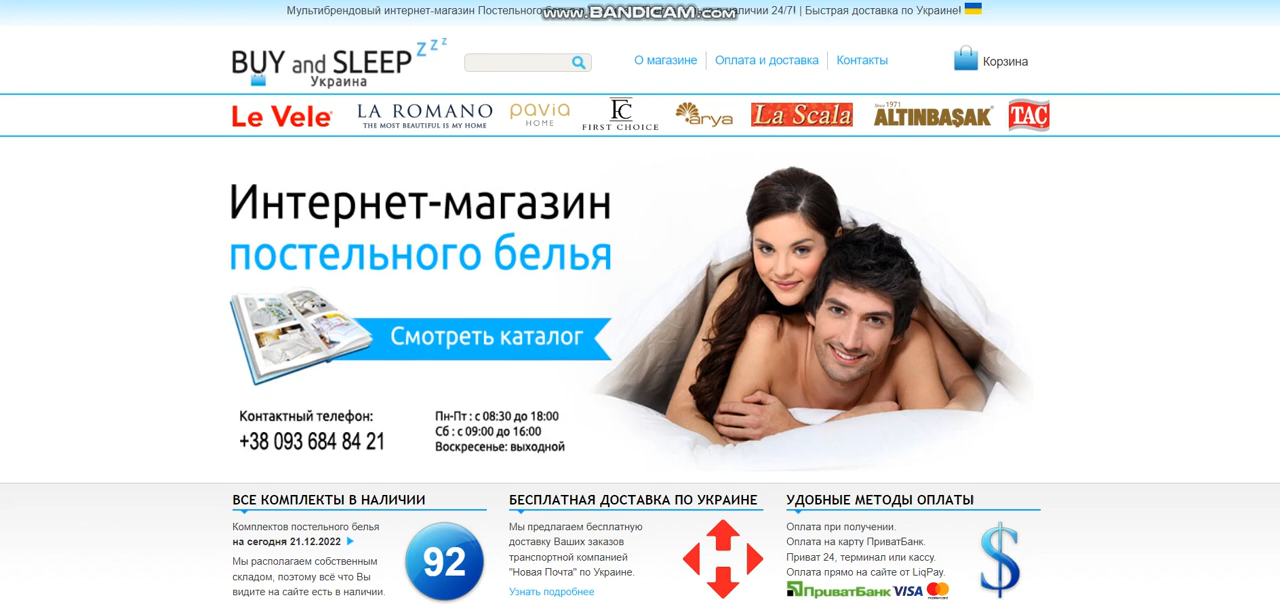 Мультибрендовый интернет-магазин Постельного наличии 24/7! | Быстрая доставка по Украине!
www.BANDICAM.com
BUY and SLEEP z z z
Украина
О магазине
Оплата и доставка
Контакты
Корзина
Le Vele
LA ROMANO
THE MOST BEAUTIFUL IS MY HOME
pavia
HOME
FC
FIRST CHOICE
arya
La Scala
Since 1971
ALTINBAŞAK
TAÇ
Интернет-магазин
постельного белья
Смотреть каталог
Контактный телефон:
+38 093 684 84 21
Пн-Пт : с 08:30 до 18:00
Сб : с 09:00 до 16:00
Воскресенье: выходной
ВСЕ КОМПЛЕКТЫ В НАЛИЧИИ
Комплектов постельного белья
на сегодня 21.12.2022
Мы располагаем собственным
складом, поэтому всё что Вы
видите на сайте есть в наличии.
92
БЕСПЛАТНАЯ ДОСТАВКА ПО УКРАИНЕ
Мы предлагаем бесплатную
доставку Ваших заказов
транспортной компанией
"Новая Почта" по Украине.
Узнать подробнее
УДОБНЫЕ МЕТОДЫ ОПЛАТЫ
Оплата при получении.
Оплата на карту ПриватБанк.
Приват 24, терминал или кассу.
Оплата прямо на сайте от LiqPay.
ПриватБанк VISA
$